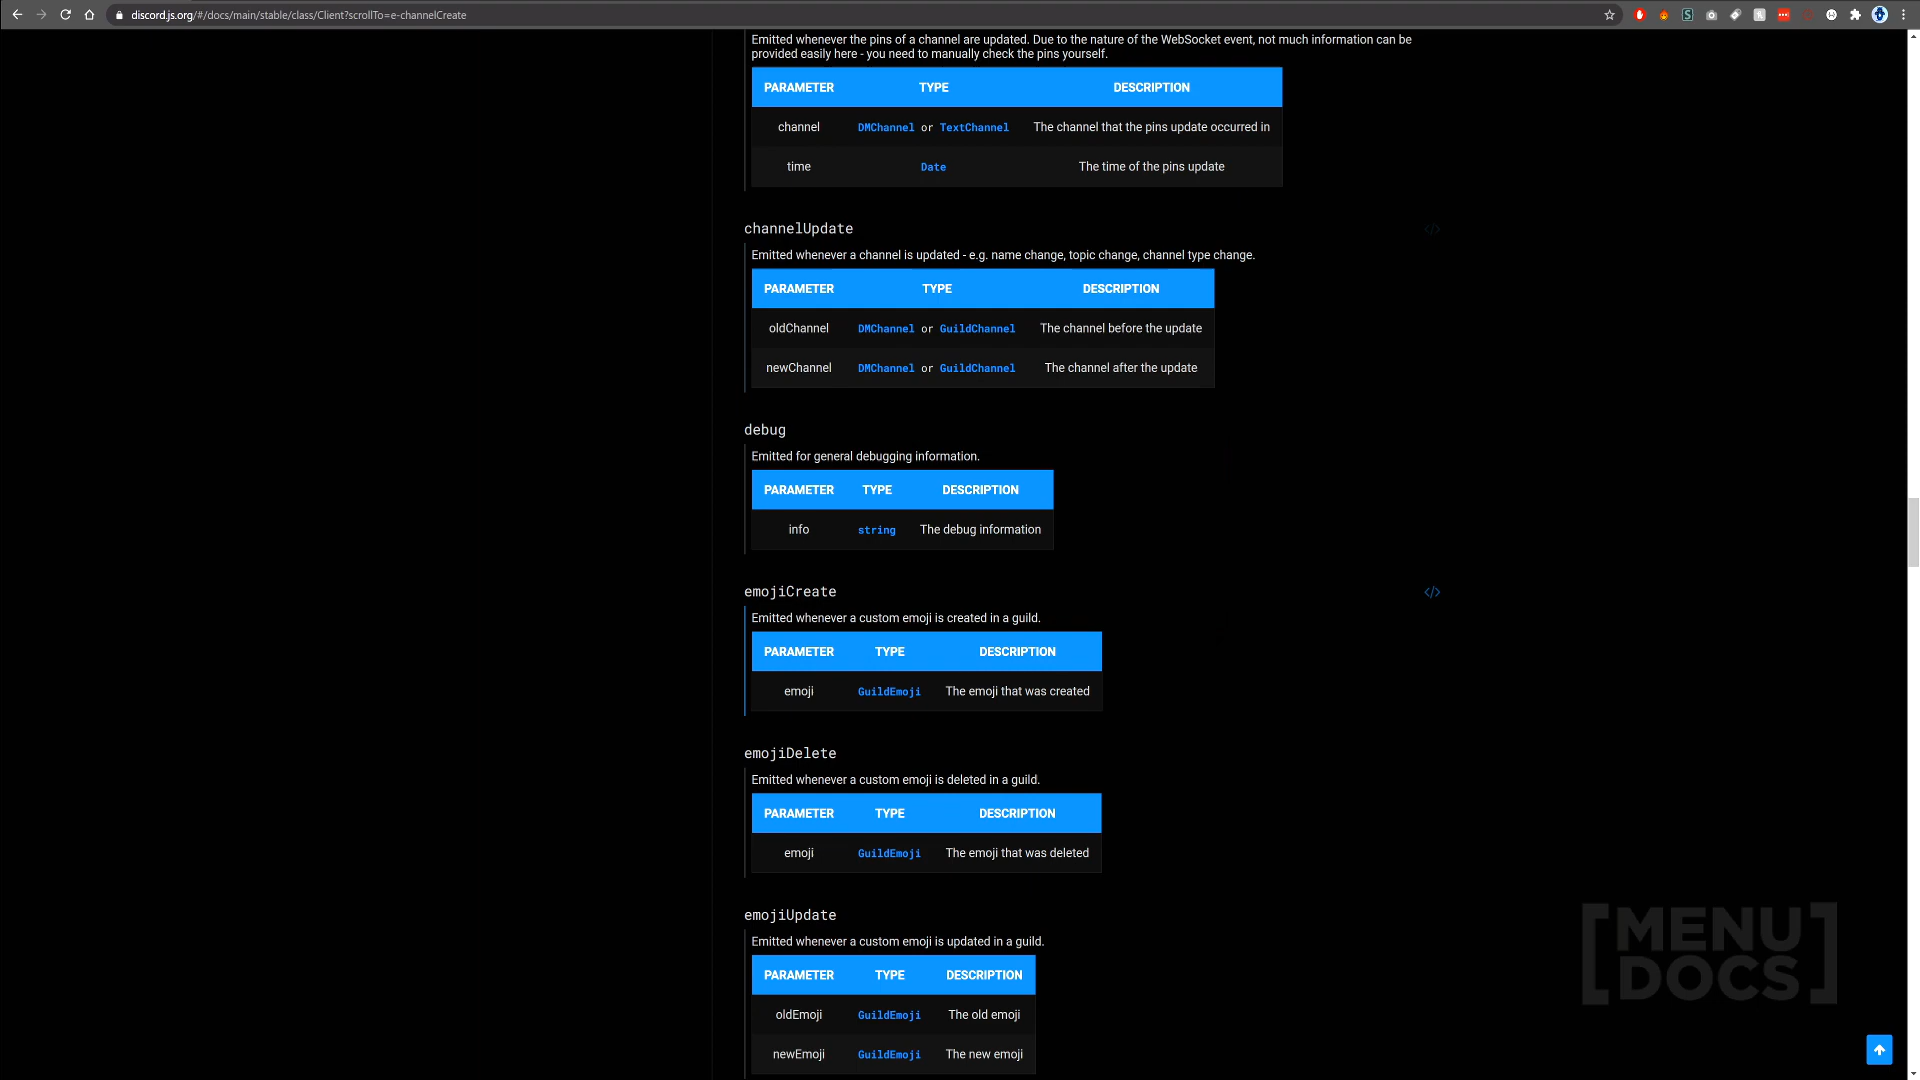 discord.js.org/#/docs/main/stable/class/Client?scrollTo=e-channelCreate
Emitted whenever the pins of a channel are updated. Due to the nature of the WebSocket event, not much information can be
provided easily here - you need to manually check the pins yourself.
PARAMETER TYPE DESCRIPTION
channel DMChannel or TextChannel The channel that the pins update occurred in
time Date The time of the pins update
channelUpdate </>
Emitted whenever a channel is updated - e.g. name change, topic change, channel type change.
PARAMETER TYPE DESCRIPTION
oldChannel DMChannel or GuildChannel The channel before the update
newChannel DMChannel or GuildChannel The channel after the update
debug
Emitted for general debugging information.
PARAMETER TYPE DESCRIPTION
info string The debug information
emojiCreate </>
Emitted whenever a custom emoji is created in a guild.
PARAMETER TYPE DESCRIPTION
emoji GuildEmoji The emoji that was created
emojiDelete
Emitted whenever a custom emoji is deleted in a guild.
PARAMETER TYPE DESCRIPTION
emoji GuildEmoji The emoji that was deleted
emojiUpdate
Emitted whenever a custom emoji is updated in a guild.
PARAMETER TYPE DESCRIPTION
oldEmoji GuildEmoji The old emoji
newEmoji GuildEmoji The new emoji
[MENU
DOCS]